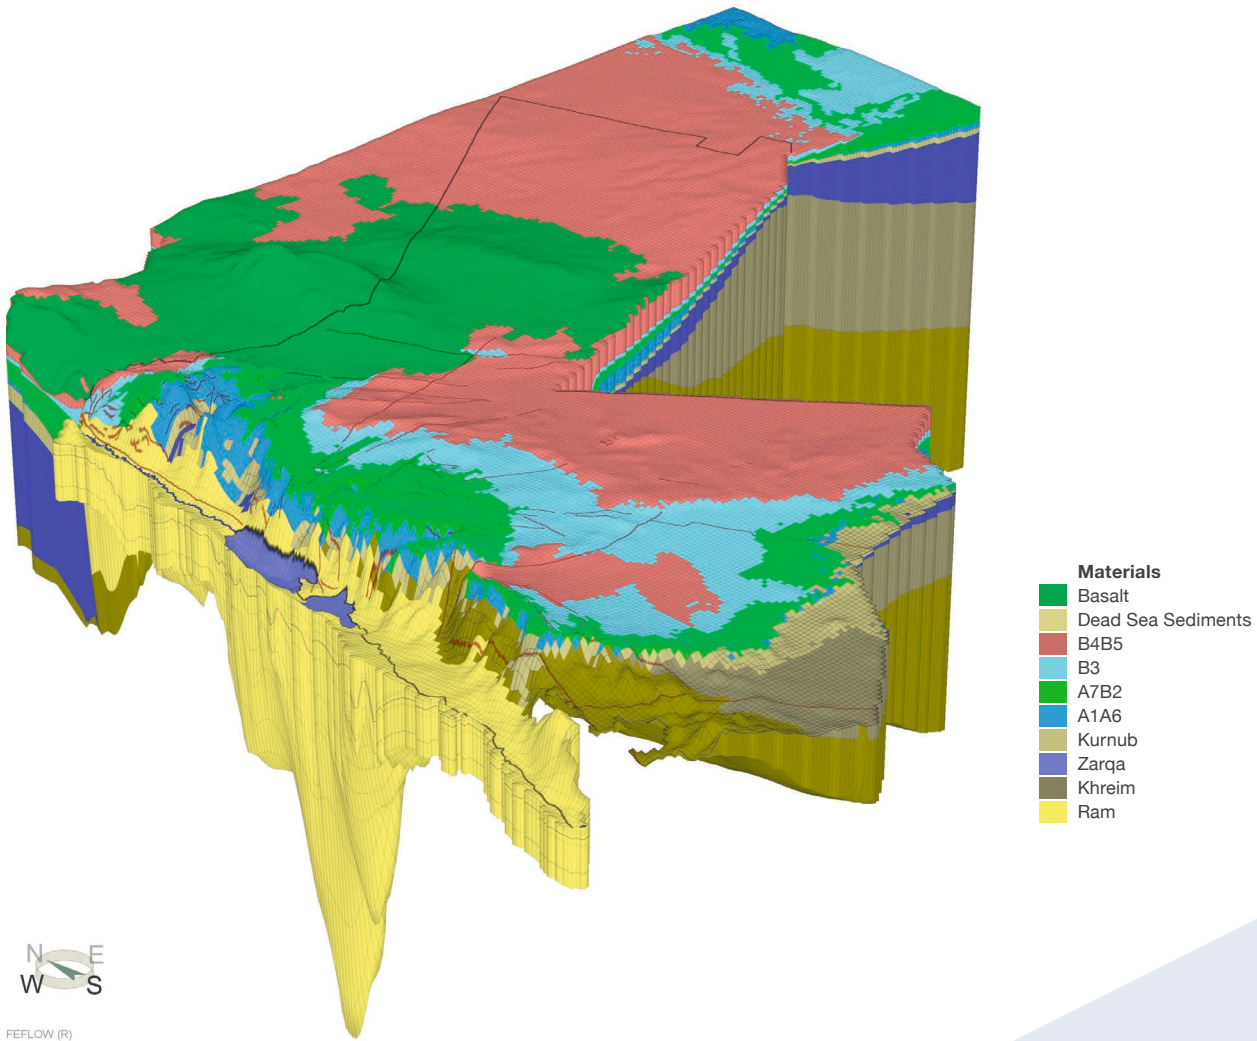 Materials
Basalt
Dead Sea Sediments
B4B5
B3
A7B2
A1A6
Kurnub
Zarqa
Khreim
Ram
N E
W S
FEFLOW (R)